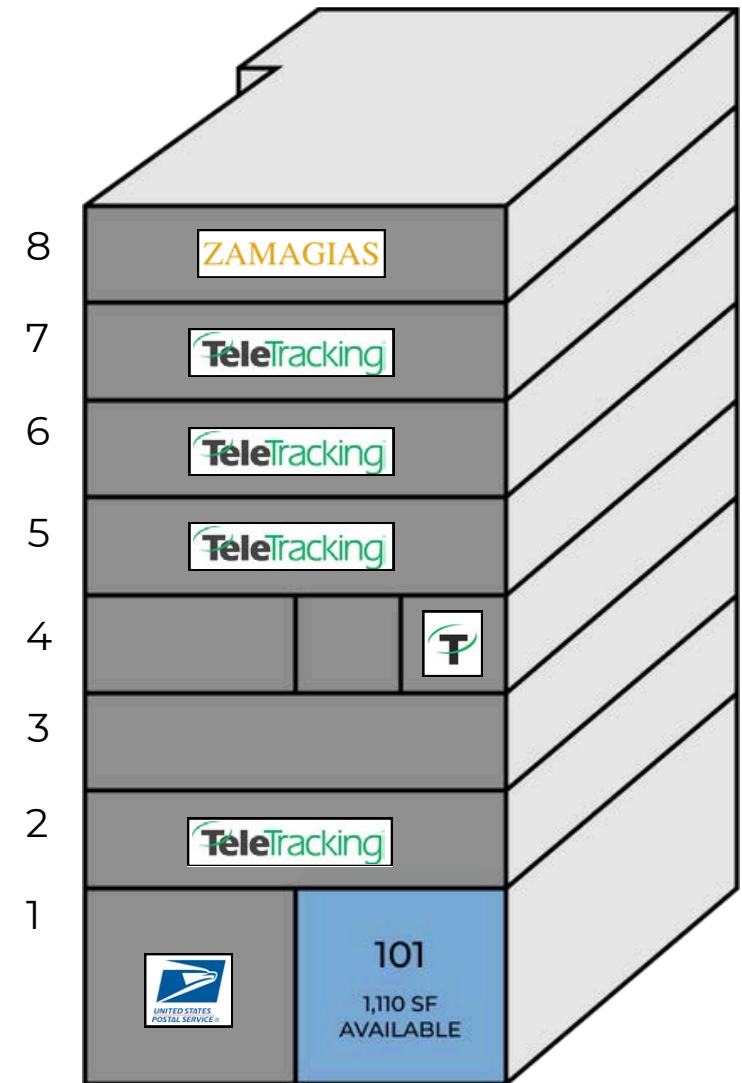 8
ZAMAGIAS
7
TeleTracking
6
TeleTracking
5
TeleTracking
4
T
3
2
TeleTracking
1
101
1,110 SF
AVAILABLE
UNITED STATES
POSTAL SERVICE®